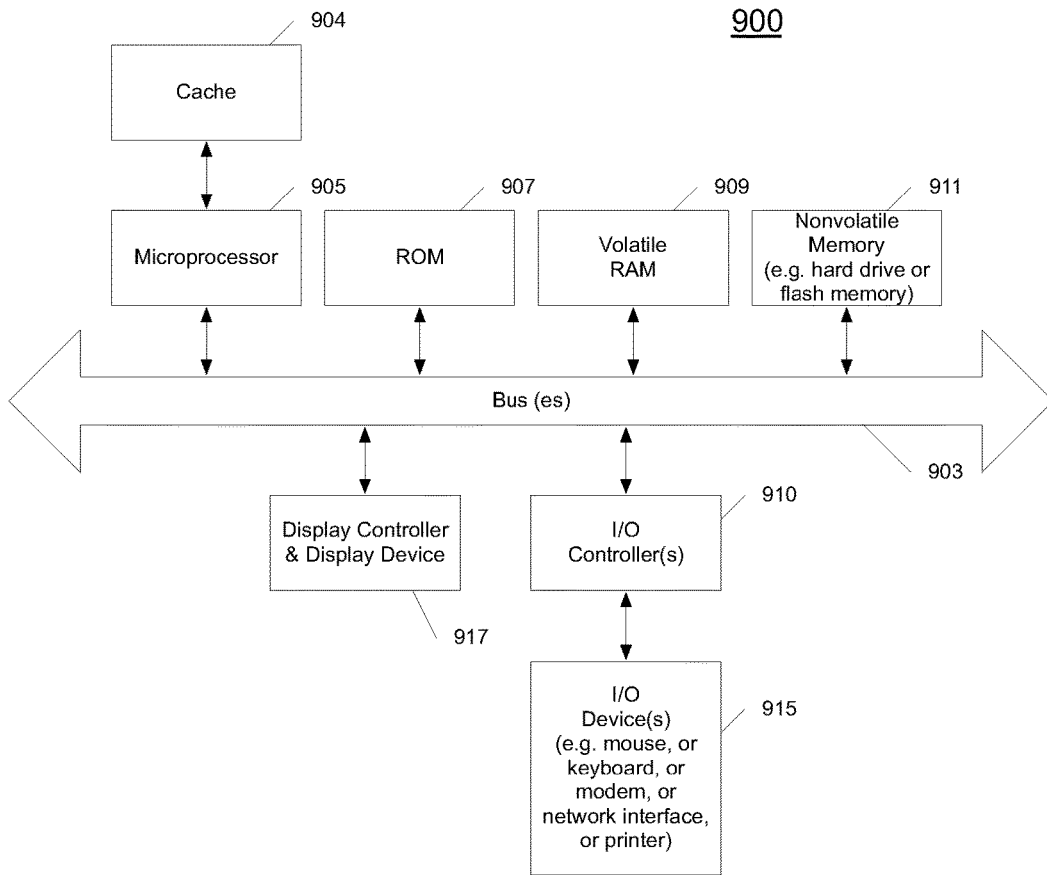 900
904
Cache
905
907
909
911
Microprocessor
ROM
Volatile
RAM
Nonvolatile
Memory
(e.g. hard drive or
flash memory)
Bus (es)
903
910
Display Controller
& Display Device
I/O
Controller(s)
917
I/O
Device(s)
(e.g. mouse, or
keyboard, or
modem, or
network interface,
or printer)
915